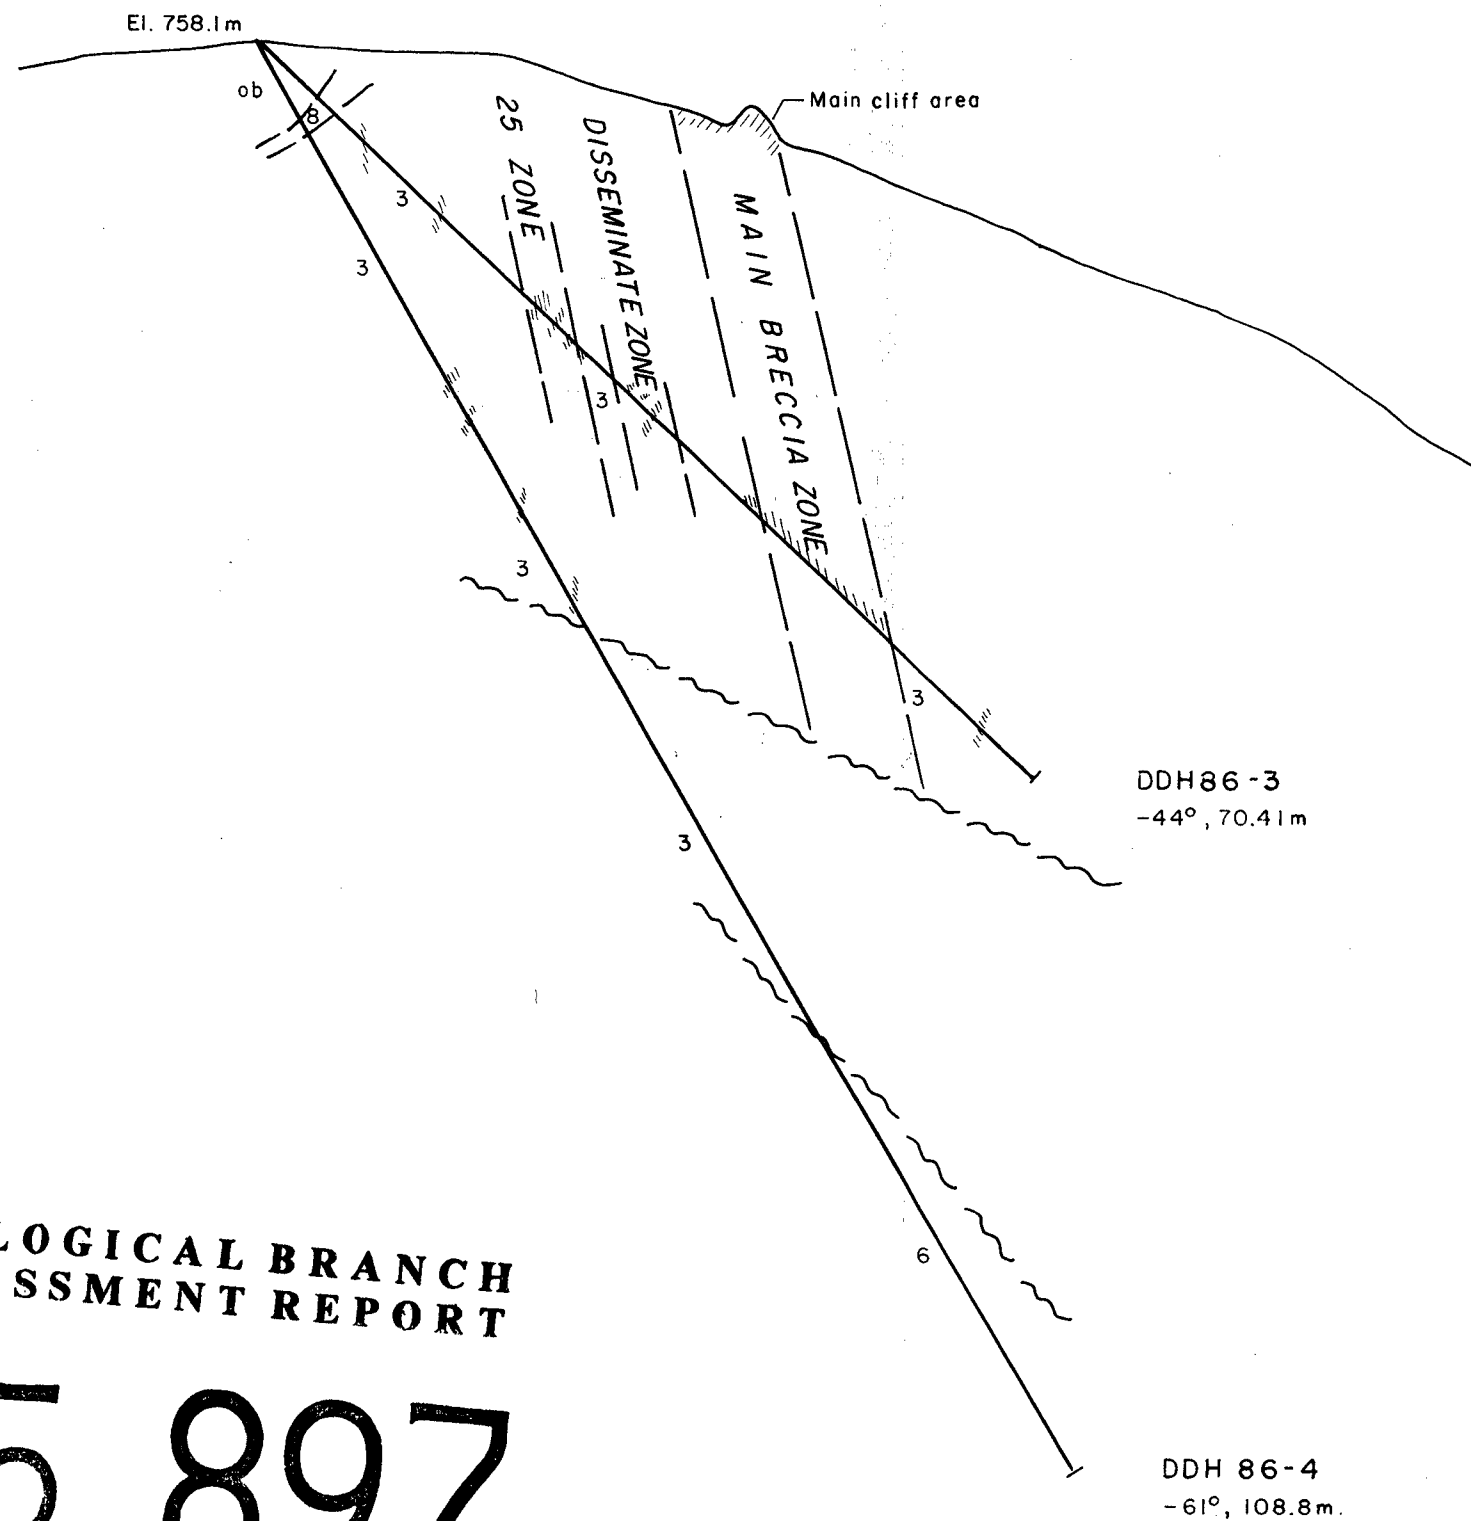 El. 758.1m
ob
8
Main cliff area
25 ZONE
DISSEMINATE ZONE
MAIN BRECCIA ZONE
3
3
3
3
3
3
6
DDH86-3
-44°, 70.41m
LOGICAL BRANCH
SSMENT REPORT
5 897
DDH 86-4
-61°, 108.8m.